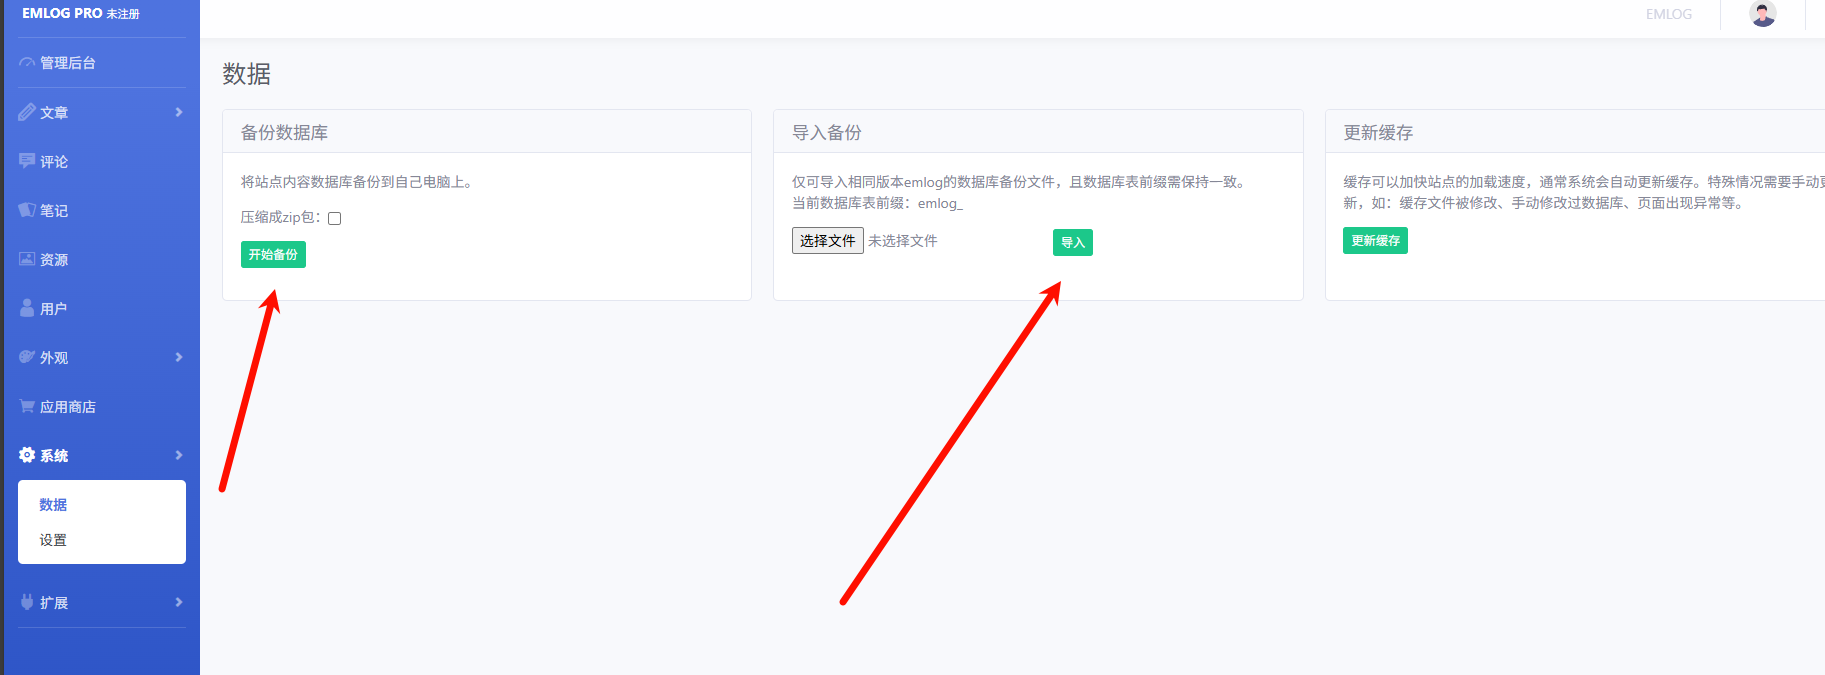 EMLOG PRO 未注册
EMLOG
管理后台
文章
评论
笔记
资源
用户
外观
应用商店
系统
数据
设置
扩展
数据
备份数据库
将站点内容数据库备份到自己电脑上。
压缩成zip包：
开始备份
导入备份
仅可导入相同版本emlog的数据库备份文件，且数据库表前缀需保持一致。
当前数据库表前缀：emlog_
选择文件 未选择文件
导入
更新缓存
缓存可以加快站点的加载速度，通常系统会自动更新缓存。特殊情况需要手动更
新，如：缓存文件被修改、手动修改过数据库、页面出现异常等。
更新缓存